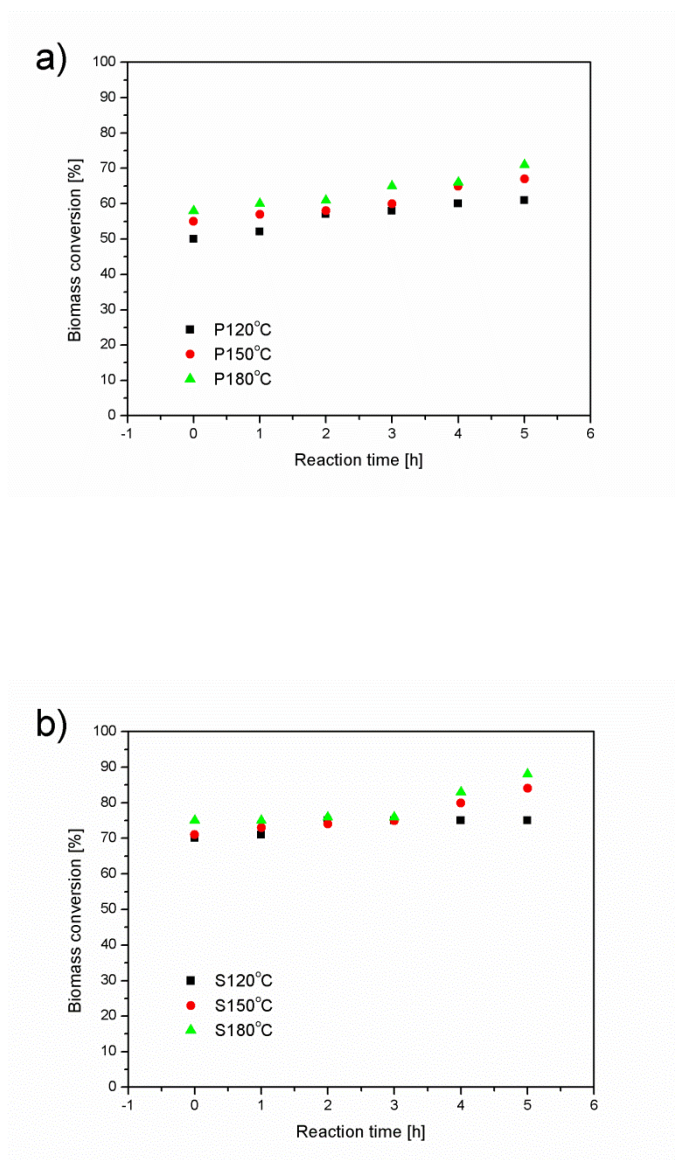 a)
100
90
80
70
60
50
40
30
20
10
0
Biomass conversion [%]
P120°C
P150°C
P180°C
-1 0 1 2 3 4 5 6
Reaction time [h]
b)
100
90
80
70
60
50
40
30
20
10
0
Biomass conversion [%]
S120°C
S150°C
S180°C
-1 0 1 2 3 4 5 6
Reaction time [h]